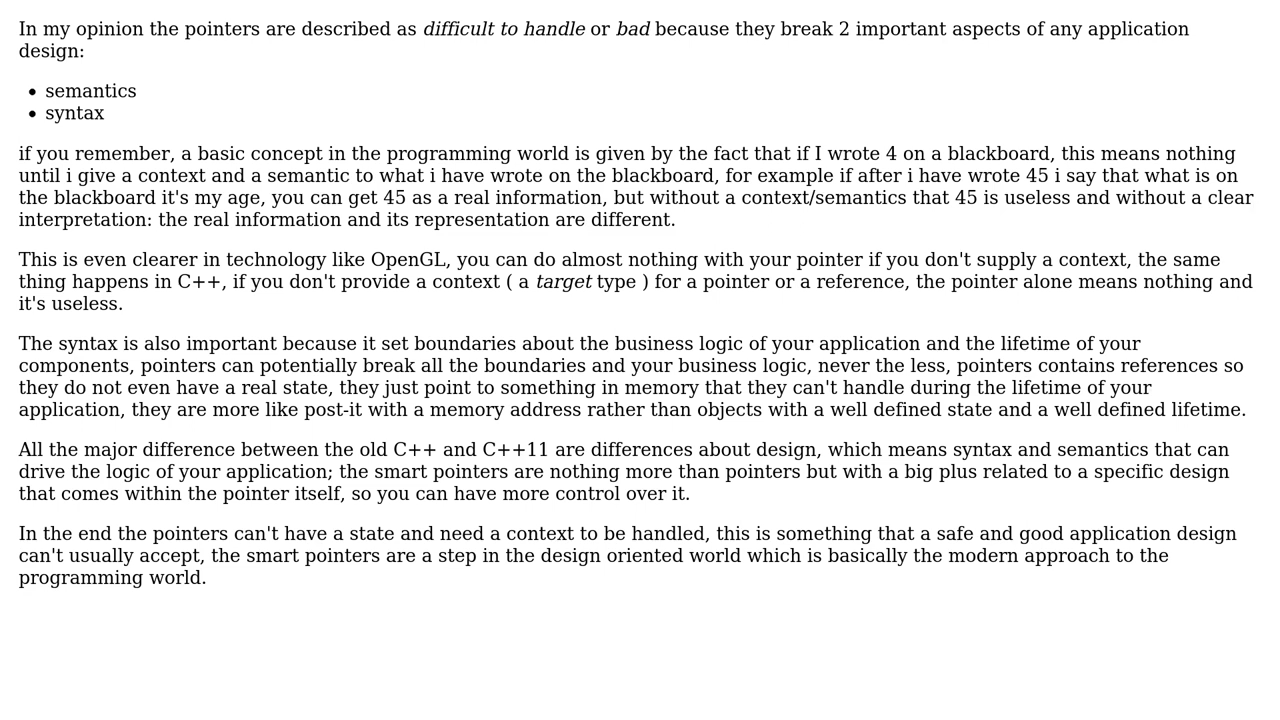 In my opinion the pointers are described as difficult to handle or bad because they break 2 important aspects of any application
design:
• semantics
• syntax
if you remember, a basic concept in the programming world is given by the fact that if I wrote 4 on a blackboard, this means nothing
until i give a context and a semantic to what i have wrote on the blackboard, for example if after i have wrote 45 i say that what is on
the blackboard it's my age, you can get 45 as a real information, but without a context/semantics that 45 is useless and without a clear
interpretation: the real information and its representation are different.
This is even clearer in technology like OpenGL, you can do almost nothing with your pointer if you don't supply a context, the same
thing happens in C++, if you don't provide a context ( a target type ) for a pointer or a reference, the pointer alone means nothing and
it's useless.
The syntax is also important because it set boundaries about the business logic of your application and the lifetime of your
components, pointers can potentially break all the boundaries and your business logic, never the less, pointers contains references so
they do not even have a real state, they just point to something in memory that they can't handle during the lifetime of your
application, they are more like post-it with a memory address rather than objects with a well defined state and a well defined lifetime.
All the major difference between the old C++ and C++11 are differences about design, which means syntax and semantics that can
drive the logic of your application; the smart pointers are nothing more than pointers but with a big plus related to a specific design
that comes within the pointer itself, so you can have more control over it.
In the end the pointers can't have a state and need a context to be handled, this is something that a safe and good application design
can't usually accept, the smart pointers are a step in the design oriented world which is basically the modern approach to the
programming world.